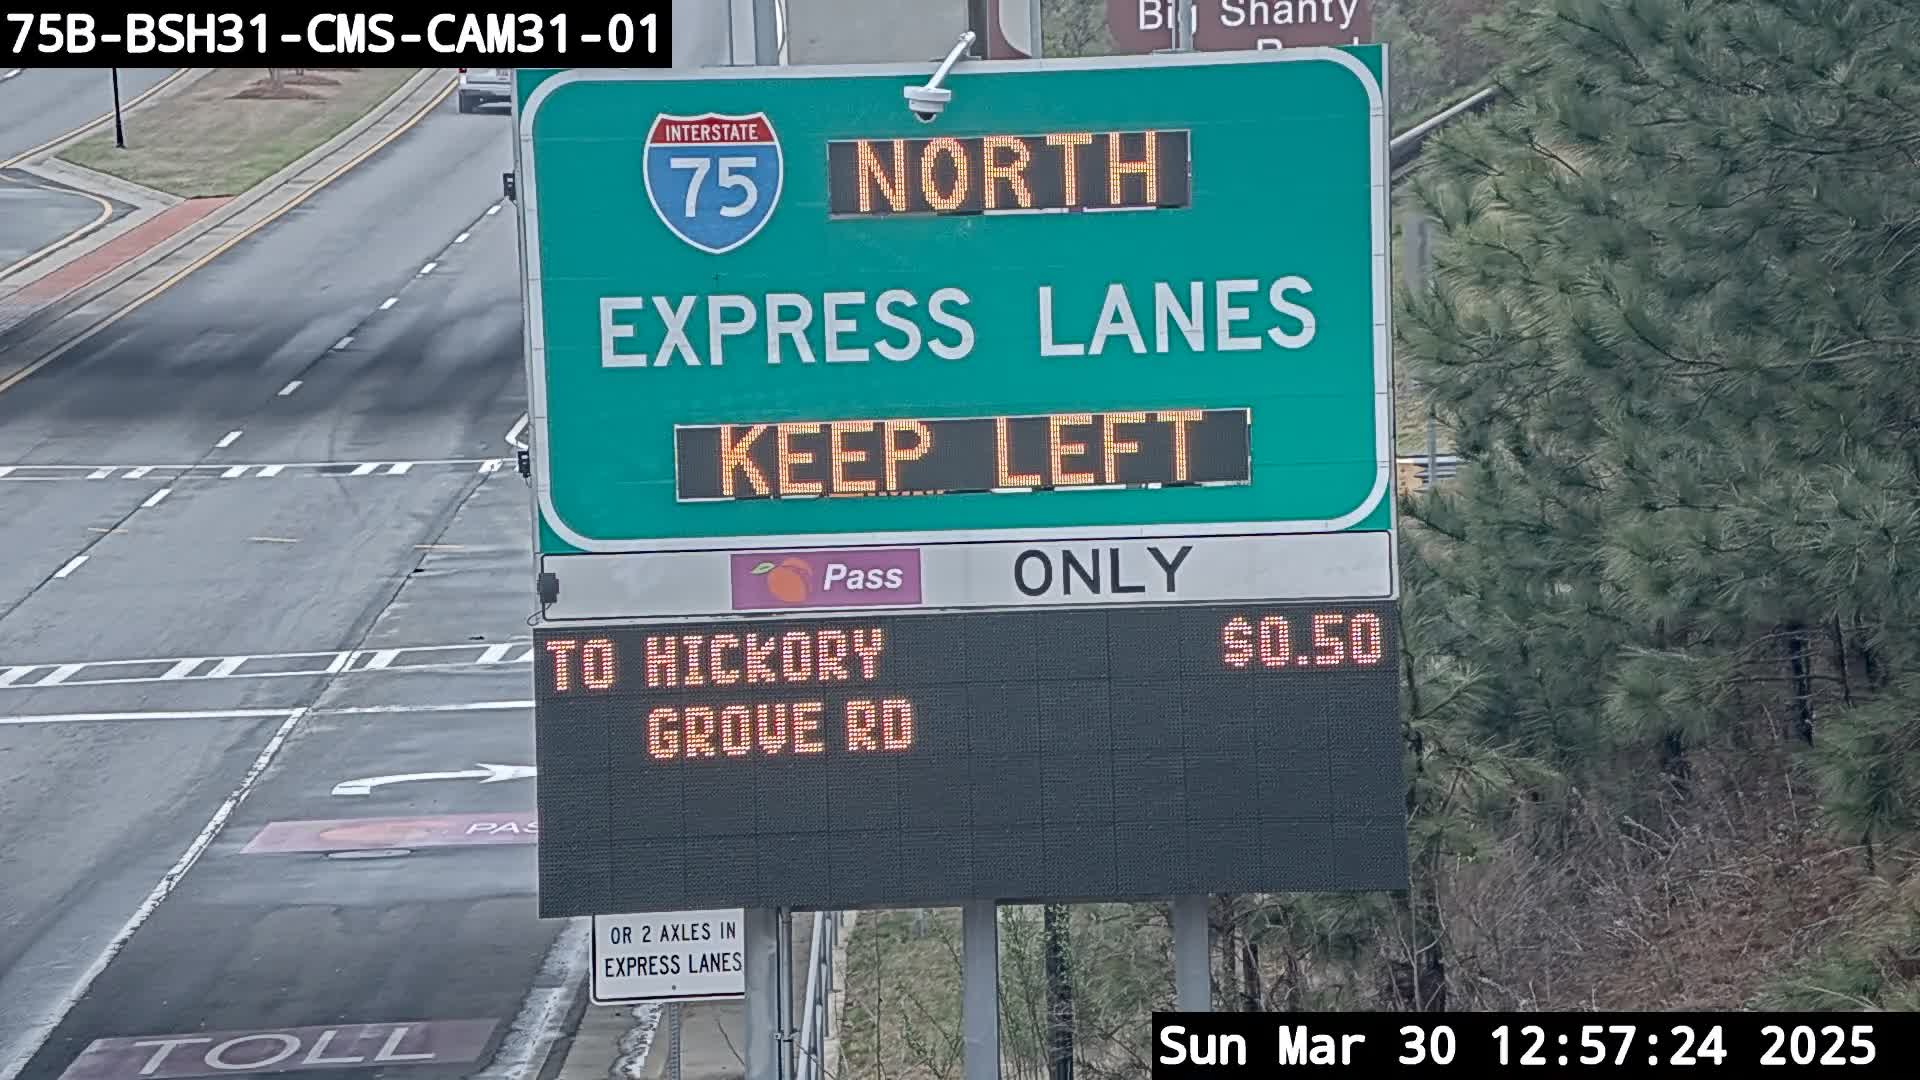 75B-BSH31-CMS-CAM31-01
Big Shanty
INTERSTATE
75
NORTH
EXPRESS LANES
KEEP LEFT
Pass
ONLY
TO HICKORY $0.50
GROVE RD
OR 2 AXLES IN
EXPRESS LANES
TOLL
Sun Mar 30 12:57:24 2025